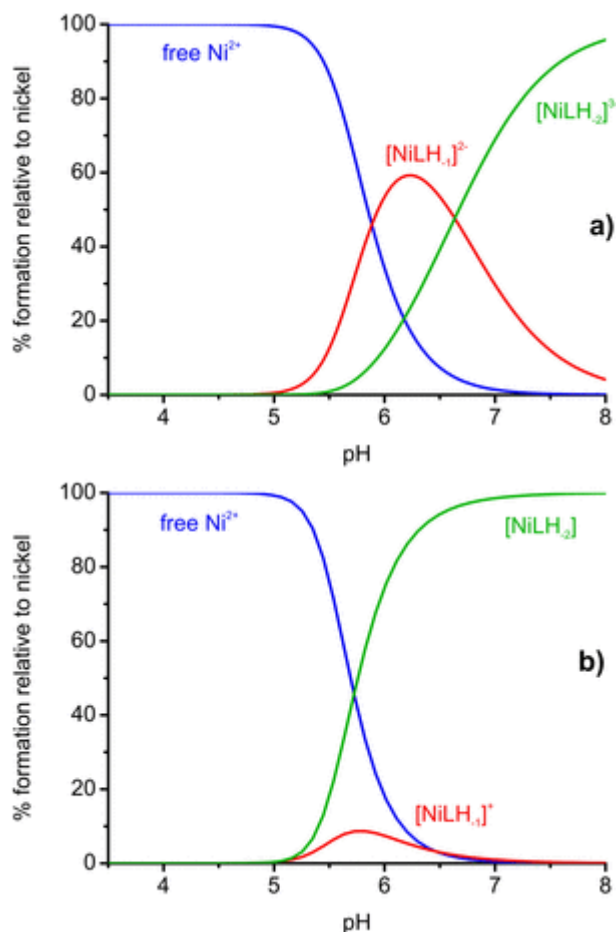 100
80
60
40
20
0
% formation relative to nickel
free Ni²⁺
[NiLH₋₁]²⁻
[NiLH₋₂]³
a)
4
5
6
7
8
pH
100
80
60
40
20
0
% formation relative to nickel
free Ni²⁺
[NiLH₋₂]
b)
[NiLH₋₁]⁺
4
5
6
7
8
pH